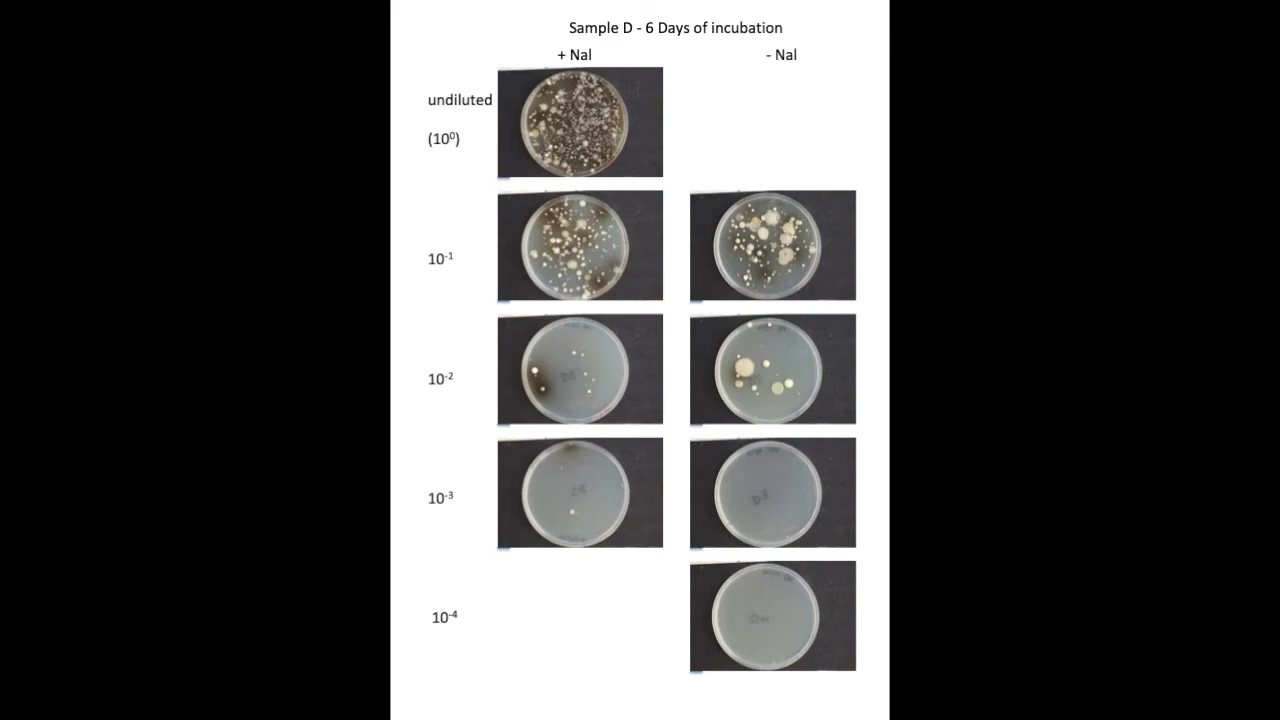 Sample D - 6 Days of incubation
+ Nal - Nal
undiluted
(10⁰)
10⁻¹
10⁻²
10⁻³
10⁻⁴